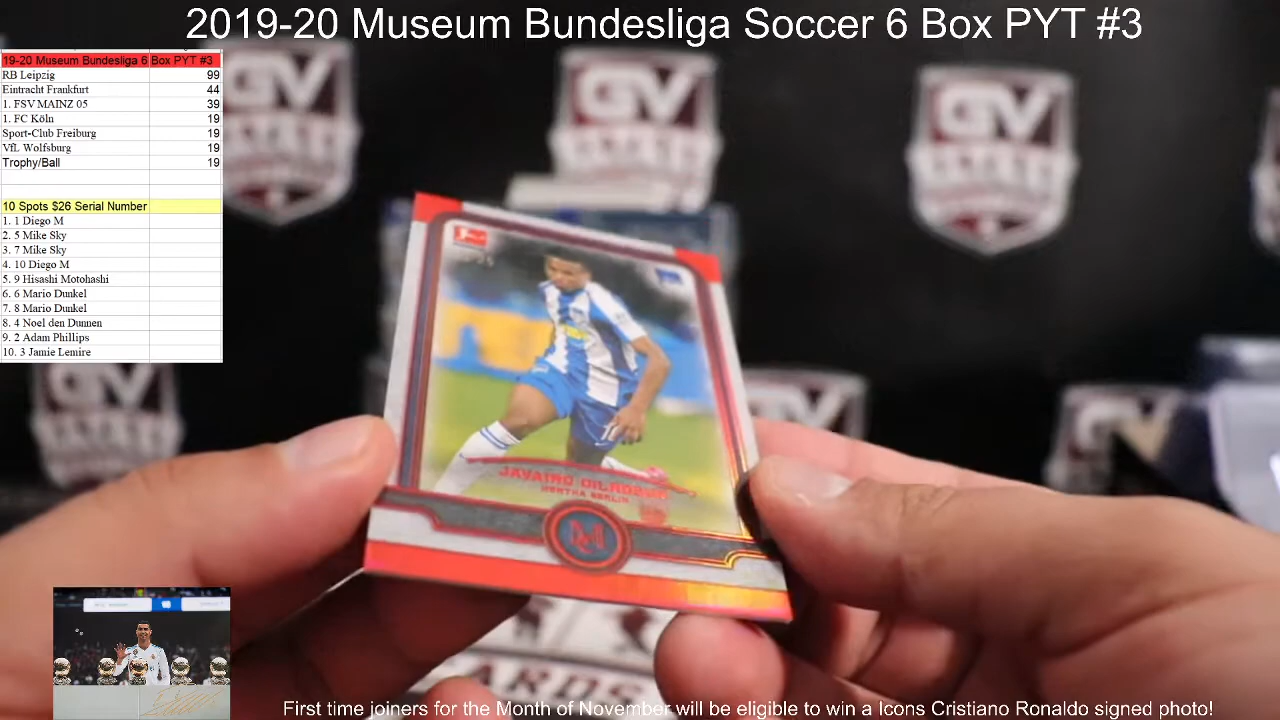 2019-20 Museum Bundesliga Soccer 6 Box PYT #3
19-20 Museum Bundesliga 6 Box PYT #3
RB Leipzig 99
Eintracht Frankfurt 44
1. FSV MAINZ 05 39
1. FC Köln 19
Sport-Club Freiburg 19
VfL Wolfsburg 19
Trophy/Ball 19
10 Spots $26 Serial Number
1. 1 Diego M
2. 5 Mike Sky
3. 7 Mike Sky
4. 10 Diego M
5. 9 Hisashi Motohashi
6. 6 Mario Dunkel
7. 8 Mario Dunkel
8. 4 Noel den Dunnen
9. 2 Adam Phillips
10. 3 Jamie Lemire
GV
GV
GV
JAVAIRO DILROSUN
HERTHA BERLIN
M
CARDS
First time joiners for the Month of November will be eligible to win a Icons Cristiano Ronaldo signed photo!